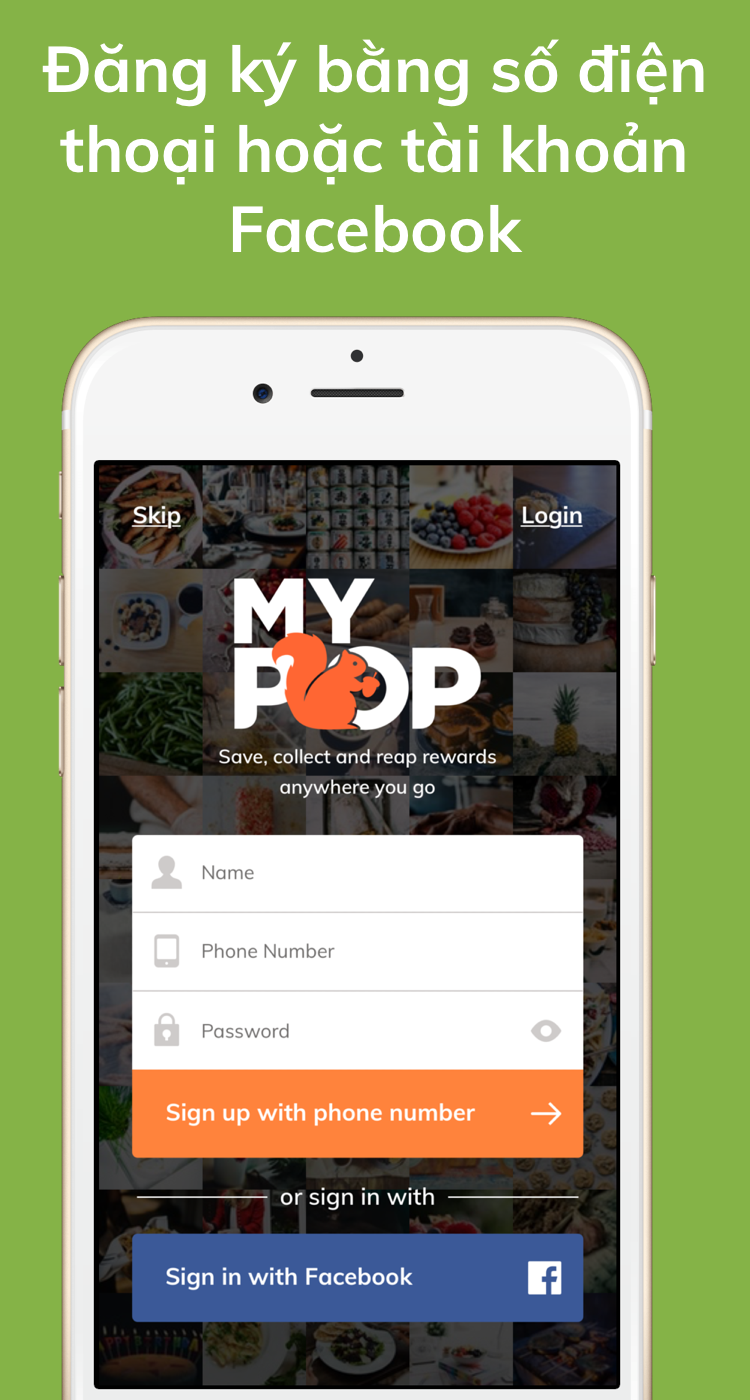 Đăng ký bằng số điện
thoại hoặc tài khoản
Facebook
Skip
Login
MY
POP
Save, collect and reap rewards
anywhere you go
Name
Phone Number
Password
Sign up with phone number
or sign in with
Sign in with Facebook